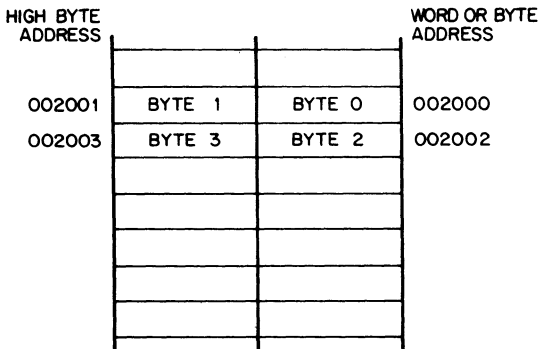 HIGH BYTE ADDRESS
WORD OR BYTE ADDRESS
002001 BYTE 1 BYTE 0 002000
002003 BYTE 3 BYTE 2 002002